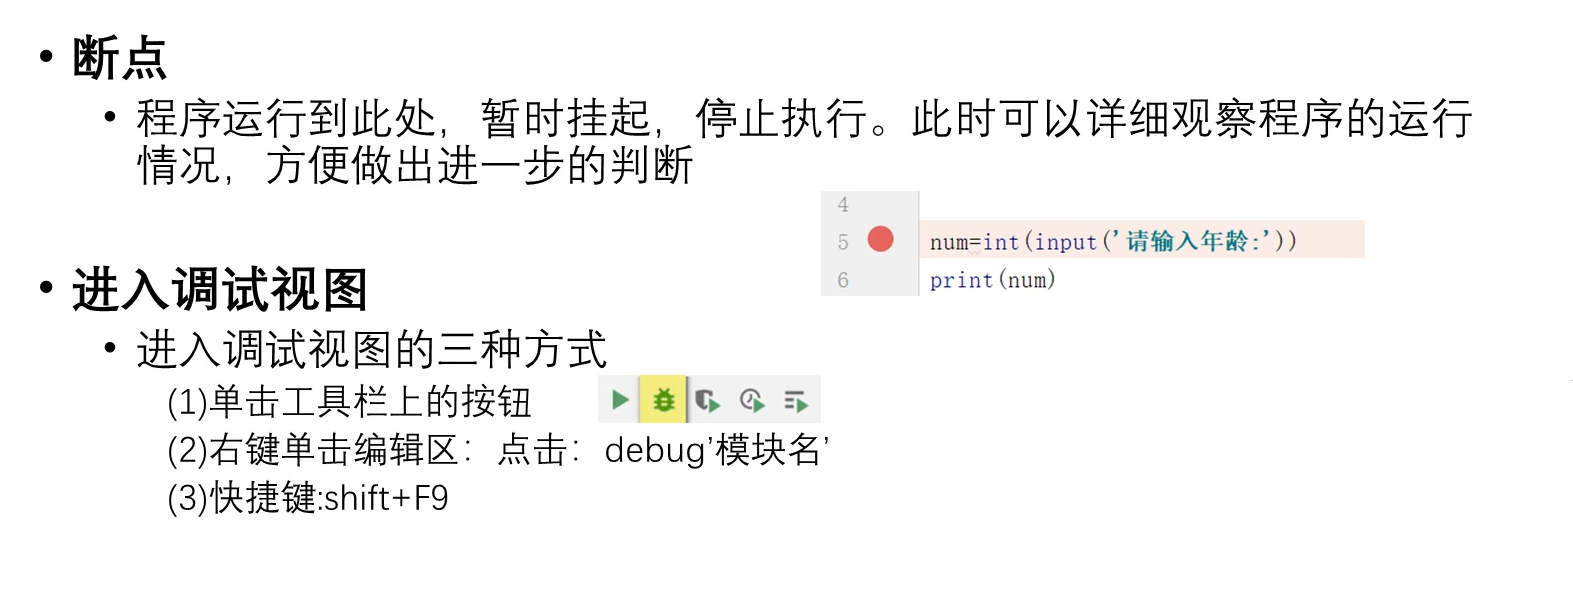 • 断点
• 程序运行到此处，暂时挂起，停止执行。此时可以详细观察程序的运行
情况，方便做出进一步的判断
4
5 num=int(input('请输入年龄:'))
6 print(num)
• 进入调试视图
• 进入调试视图的三种方式
(1)单击工具栏上的按钮
(2)右键单击编辑区：点击：debug’模块名’
(3)快捷键:shift+F9